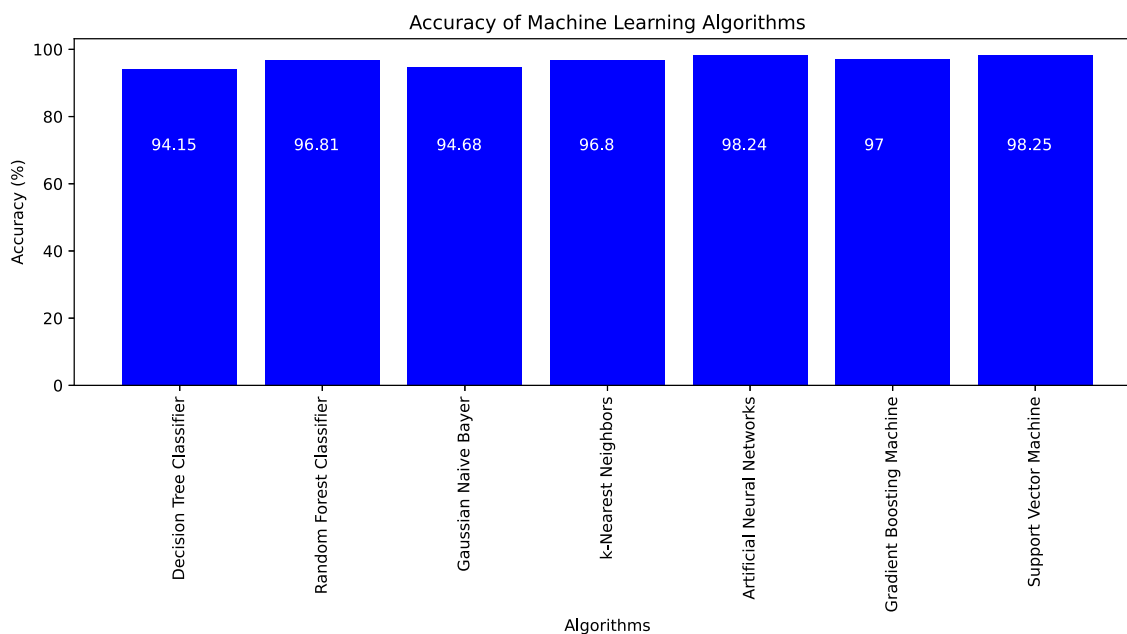 Accuracy of Machine Learning Algorithms
Accuracy (%)
100
80
60
40
20
0
94.15
96.81
94.68
96.8
98.24
97
98.25
Decision Tree Classifier
Random Forest Classifier
Gaussian Naive Bayer
k-Nearest Neighbors
Artificial Neural Networks
Gradient Boosting Machine
Support Vector Machine
Algorithms